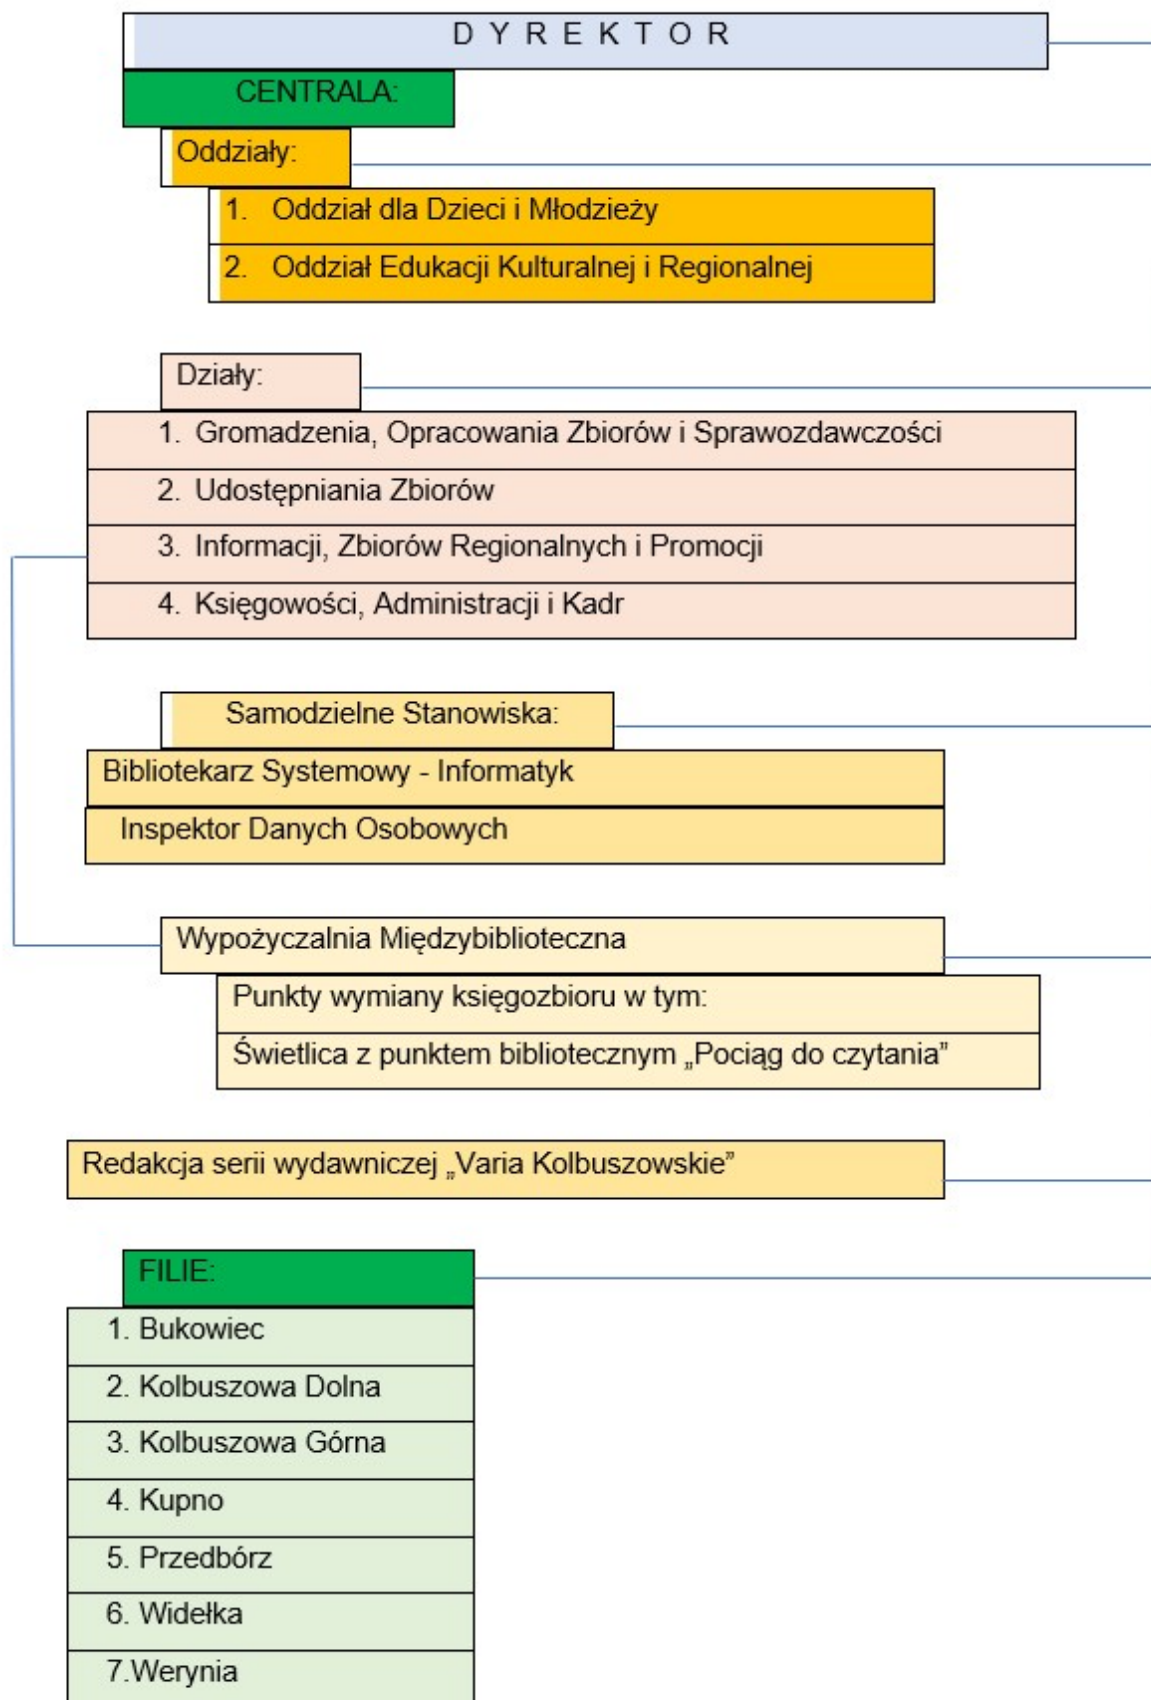 D Y R E K T O R
CENTRALA:
Oddziały:
1. Oddział dla Dzieci i Młodzieży
2. Oddział Edukacji Kulturalnej i Regionalnej
Działy:
1. Gromadzenia, Opracowania Zbiorów i Sprawozdawczości
2. Udostępniania Zbiorów
3. Informacji, Zbiorów Regionalnych i Promocji
4. Księgowości, Administracji i Kadr
Samodzielne Stanowiska:
Bibliotekarz Systemowy - Informatyk
Inspektor Danych Osobowych
Wypożyczalnia Międzybiblioteczna
Punkty wymiany księgozbioru w tym:
Świetlica z punktem bibliotecznym „Pociąg do czytania”
Redakcja serii wydawniczej „Varia Kolbuszowskie”
FILIE:
1. Bukowiec
2. Kolbuszowa Dolna
3. Kolbuszowa Górna
4. Kupno
5. Przedbórz
6. Widełka
7.Werynia